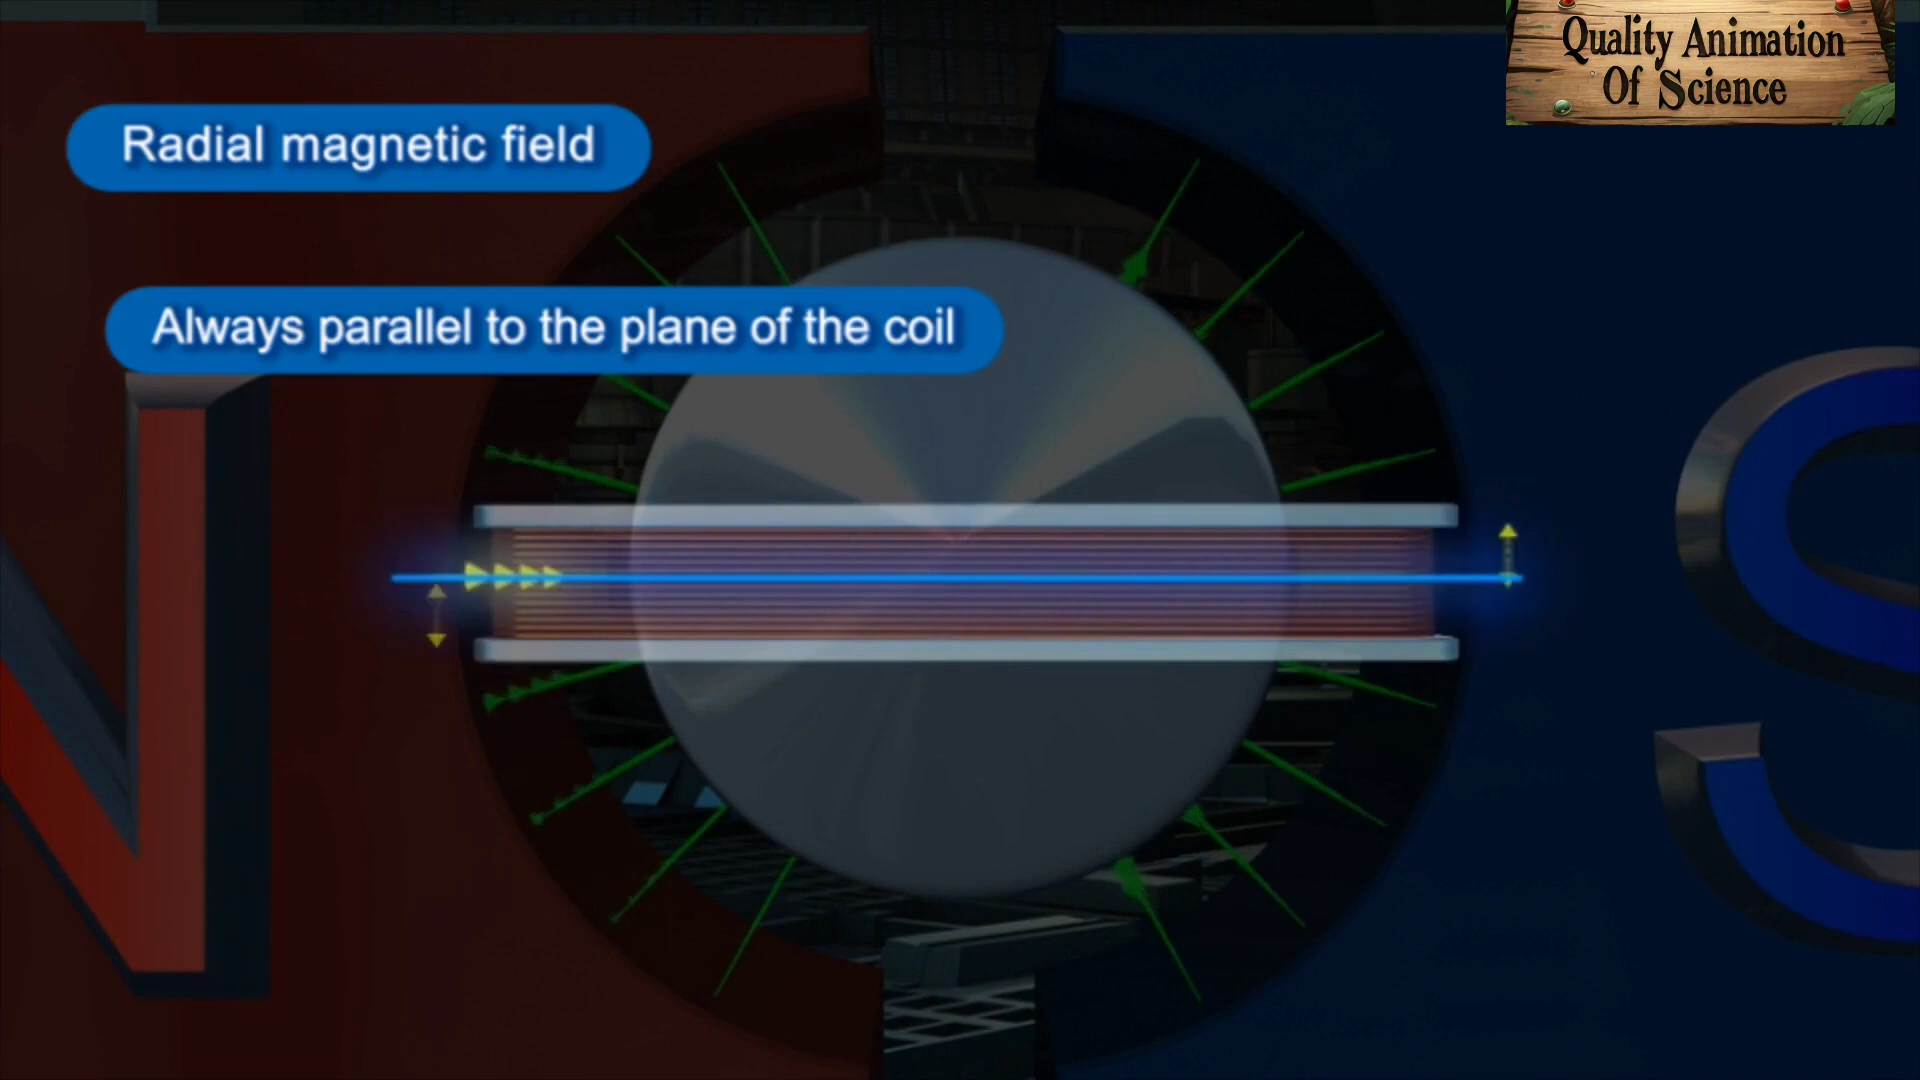 Quality Animation
Of Science
Radial magnetic field
Always parallel to the plane of the coil
N
S